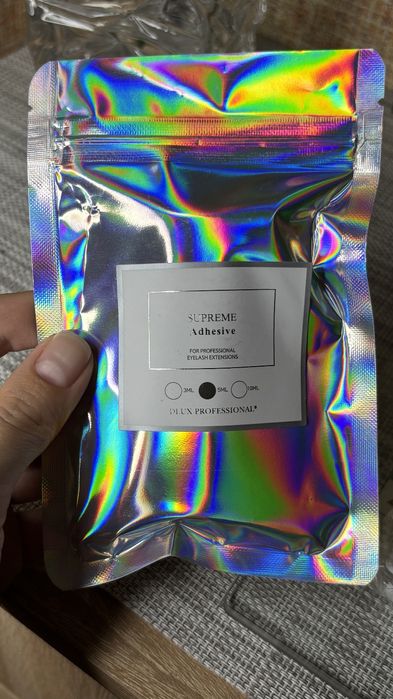 SUPREME
Adhesive
FOR PROFESSIONAL
EYELASH EXTENSIONS
3ML 5ML 10ML
DLUX PROFESSIONAL®